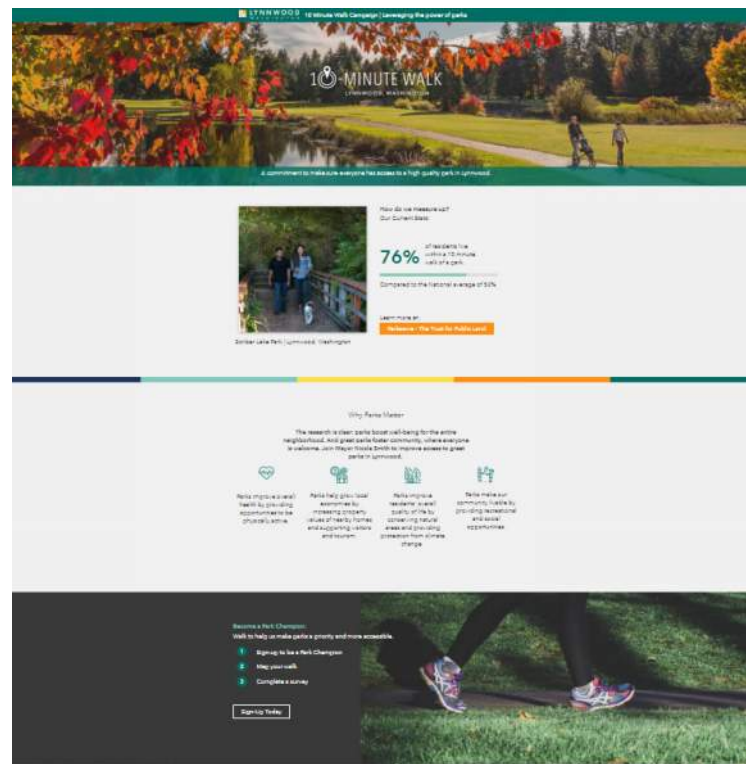 LYNNWOOD
WASHINGTON
10 Minute Walk Campaign | Leveraging the power of parks
10-MINUTE WALK
LYNNWOOD, WASHINGTON
A commitment to make sure everyone has access to a high quality park in Lynnwood.
How do we measure up?
Our Current Stats:
76%
of residents live
within a 10 minute
walk of a park.
Compared to the National average of
Learn more at:
Parkserve - The Trust for Public Land
Scriber Lake Park | Lynnwood, Washington
Why Parks Matter
The research is clear: parks boost well-being for the entire
neighborhood. And great parks foster community, where everyone
is welcome. Join Mayor Nicola Smith to improve access to great
parks in Lynnwood.
Parks improve overall
health by providing
opportunities to be
physically active.
Parks help grow local
economies by
increasing property
values of nearby homes
and supporting visitors
and tourism.
Parks improve
residents' overall
quality of life by
conserving natural
areas and providing
protection from climate
change.
Parks make our
community livable by
providing recreational
and social
opportunities.
Become a Park Champion
Walk to help us make parks a priority and more accessible.
1 Sign-up to be a Park Champion
2 Map your walk
3 Complete a survey
Sign-Up Today